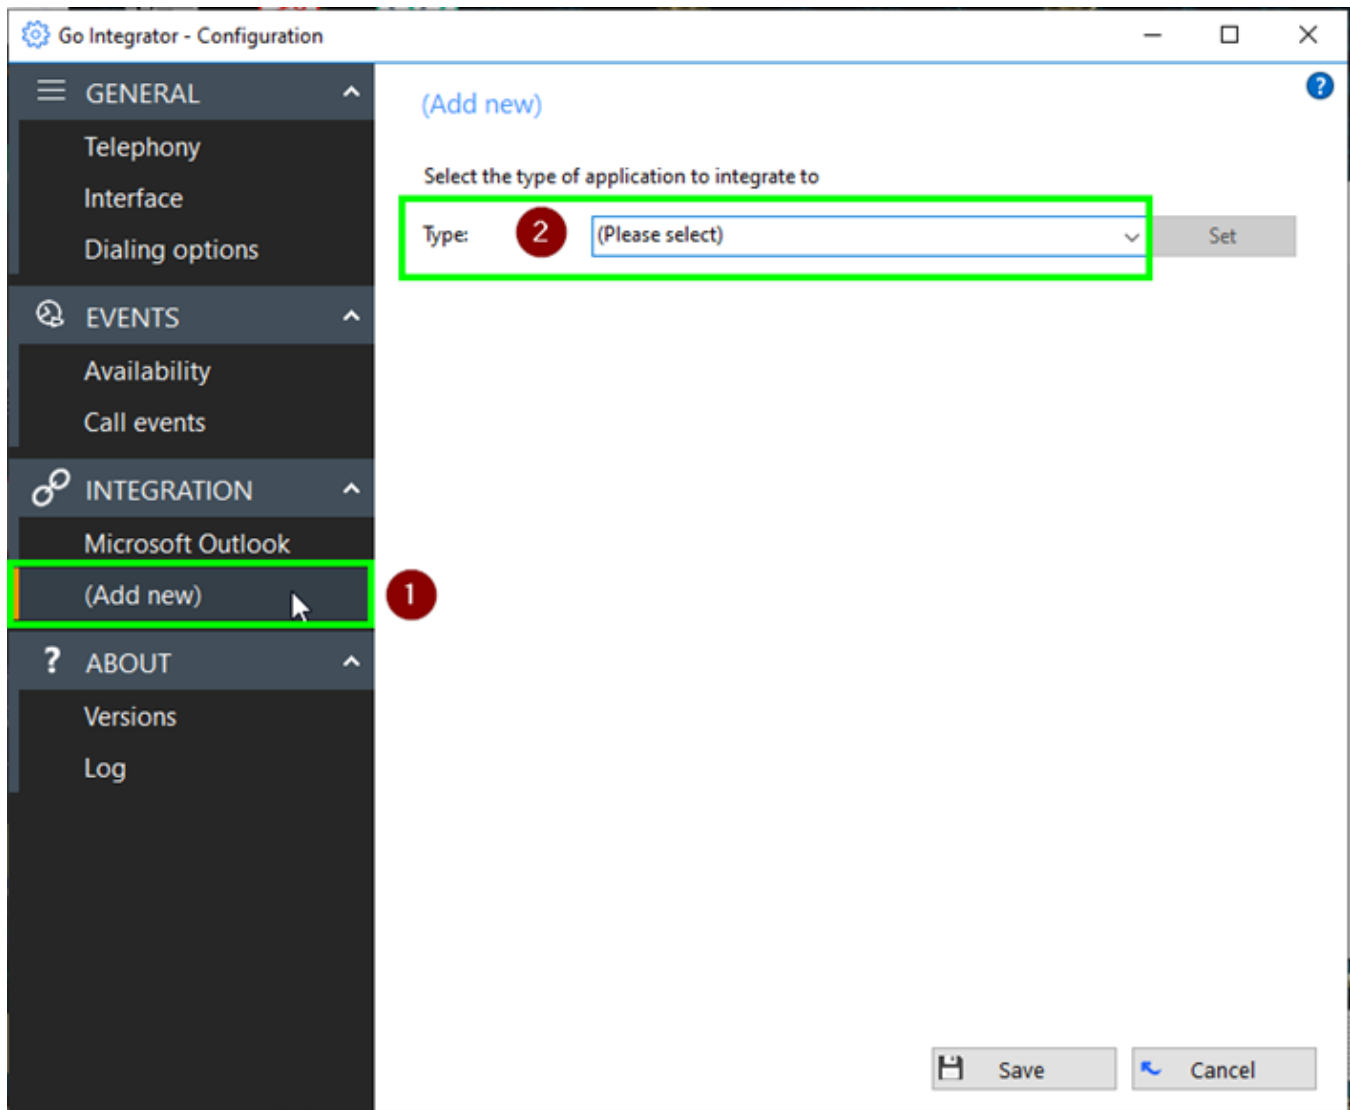 Go Integrator - Configuration
GENERAL
Telephony
Interface
Dialing options
EVENTS
Availability
Call events
INTEGRATION
Microsoft Outlook
(Add new)
1
ABOUT
Versions
Log
?
(Add new)
Select the type of application to integrate to
Type: 2 (Please select) Set
Save Cancel